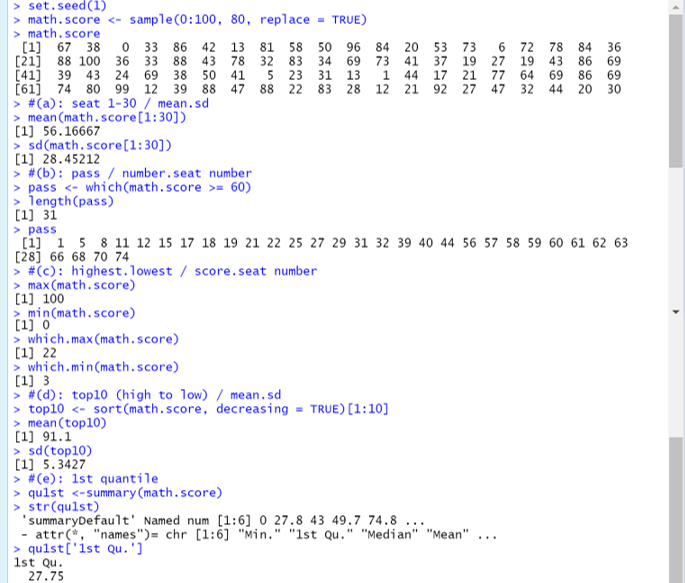 > set.seed(1)
> math.score <- sample(0:100, 80, replace = TRUE)
> math.score
 [1]  67  38   0  33  86  42  13  81  58  50  96  84  20  53  73   6  72  78  84  36
[21]  88 100  36  33  88  43  78  32  83  34  69  73  41  37  19  27  19  43  86  69
[41]  39  43  24  69  38  50  41   5  23  31  13   1  44  17  21  77  64  69  86  69
[61]  74  80  99  12  39  88  47  88  22  83  28  12  21  92  27  47  32  44  20  30
> #(a): seat 1-30 / mean.sd
> mean(math.score[1:30])
[1] 56.16667
> sd(math.score[1:30])
[1] 28.45212
> #(b): pass / number.seat number
> pass <- which(math.score >= 60)
> length(pass)
[1] 31
> pass
 [1]  1  5  8 11 12 15 17 18 19 21 22 25 27 29 31 32 39 40 44 56 57 58 59 60 61 62 63
[28] 66 68 70 74
> #(c): highest.lowest / score.seat number
> max(math.score)
[1] 100
> min(math.score)
[1] 0
> which.max(math.score)
[1] 22
> which.min(math.score)
[1] 3
> #(d): top10 (high to low) / mean.sd
> top10 <- sort(math.score, decreasing = TRUE)[1:10]
> mean(top10)
[1] 91.1
> sd(top10)
[1] 5.3427
> #(e): 1st quantile
> qu1st <-summary(math.score)
> str(qu1st)
 'summaryDefault' Named num [1:6] 0 27.8 43 49.7 74.8 ...
 - attr(*, "names")= chr [1:6] "Min." "1st Qu." "Median" "Mean" ...
> qu1st['1st Qu.']
1st Qu.
  27.75